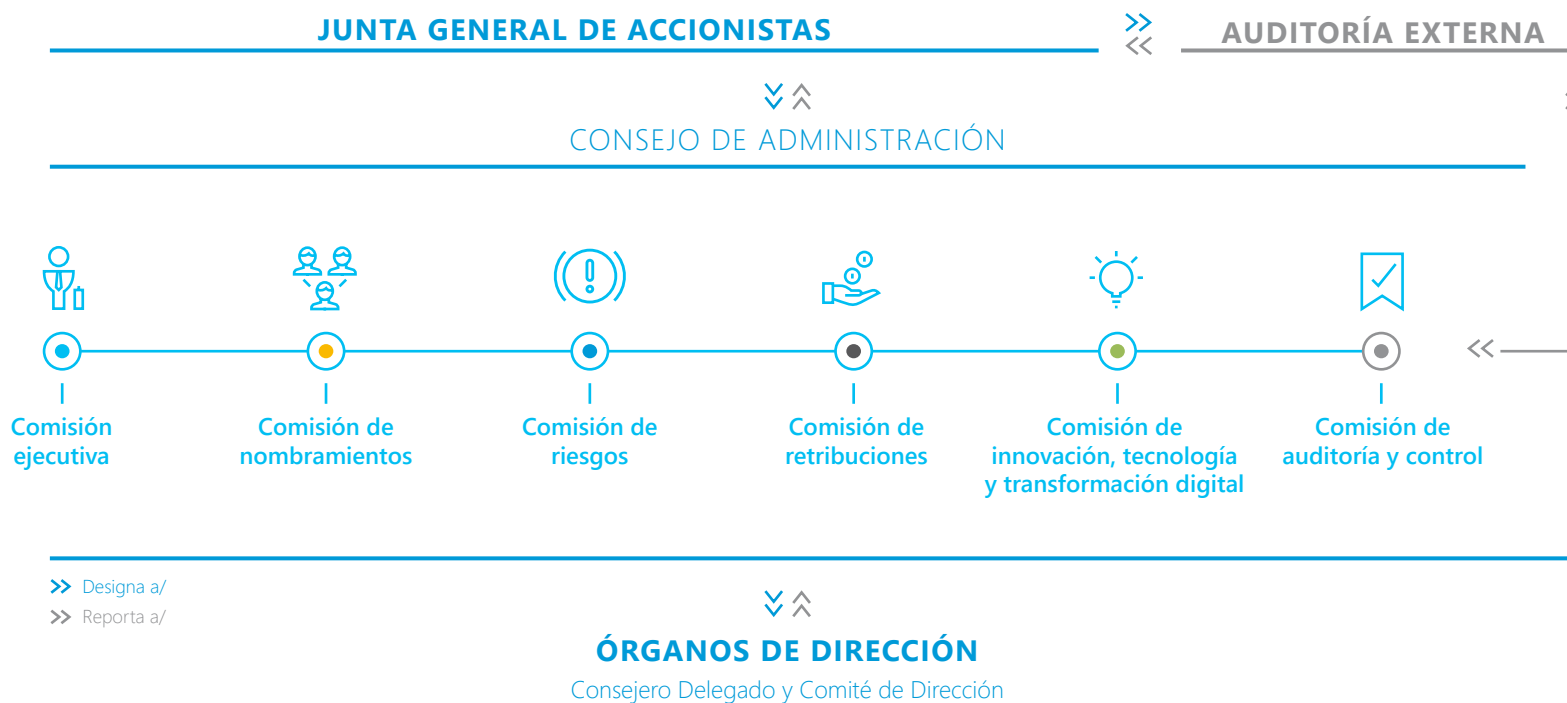 JUNTA GENERAL DE ACCIONISTAS
AUDITORÍA EXTERNA
CONSEJO DE ADMINISTRACIÓN
Comisión
ejecutiva
Comisión de
nombramientos
Comisión de
riesgos
Comisión de
retribuciones
Comisión de
innovación, tecnología
y transformación digital
Comisión de
auditoría y control
Designa a/
Reporta a/
ÓRGANOS DE DIRECCIÓN
Consejero Delegado y Comité de Dirección